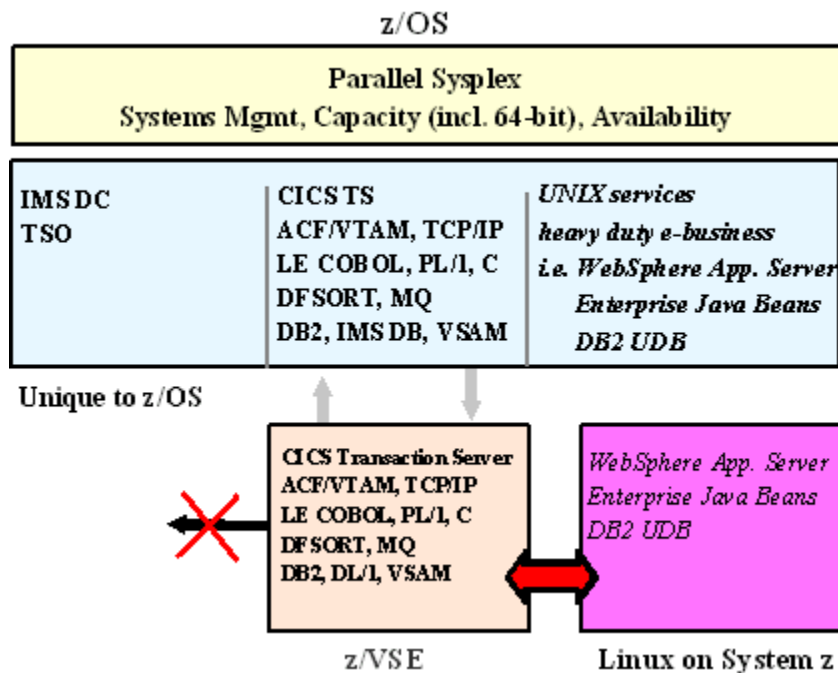 z/OS
Parallel Sysplex
Systems Mgmt, Capacity (incl. 64-bit), Availability
IMS DC
TSO
CICS TS
ACF/VTAM, TCP/IP
LE COBOL, PL/1, C
DFSORT, MQ
DB2, IMS DB, VSAM
UNIX services
heavy duty e-business
i.e. WebSphere App. Server
Enterprise Java Beans
DB2 UDB
Unique to z/OS
CICS Transaction Server
ACF/VTAM, TCP/IP
LE COBOL, PL/1, C
DFSORT, MQ
DB2, DL/1, VSAM
WebSphere App. Server
Enterprise Java Beans
DB2 UDB
z/VSE
Linux on System z